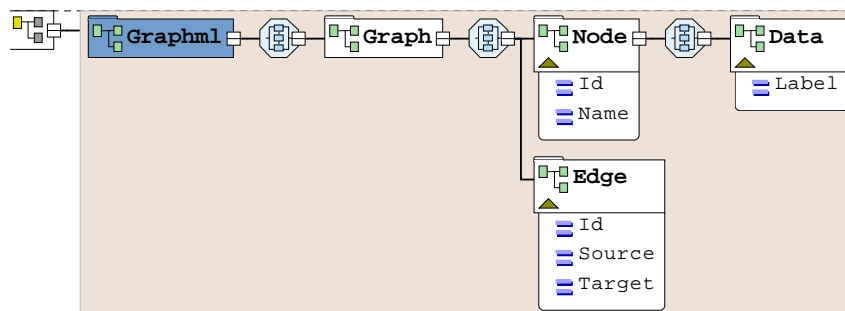 Graphml
Graph
Node
Data
Id
Label
Name
Edge
Id
Source
Target